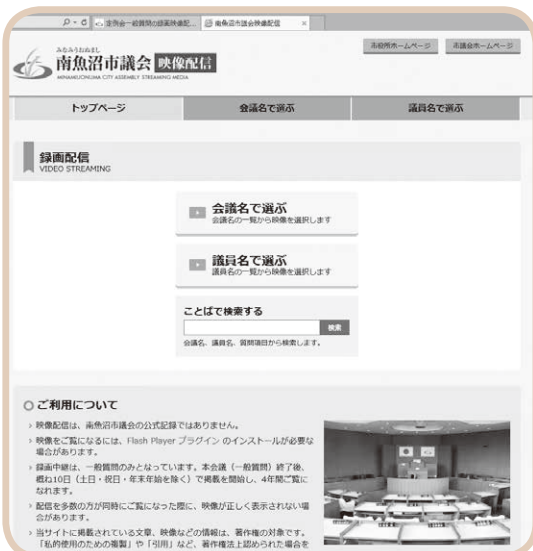 定例会一般質問の録画映像配...
南魚沼市議会映像配信
市役所ホームページ
市議会ホームページ
みなみうおぬまし
南魚沼市議会 映像配信
MINAMIUONUMA CITY ASSEMBLY STREAMING MEDIA
トップページ
会議名で選ぶ
議員名で選ぶ
録画配信
VIDEO STREAMING
会議名で選ぶ
会議名の一覧から映像を選択します
議員名で選ぶ
議員名の一覧から映像を選択します
ことばで検索する
検索
会議名、議員名、質問項目から検索します。
ご利用について
› 映像配信は、南魚沼市議会の公式記録ではありません。
› 映像をご覧になるには、Flash Player プラグイン のインストールが必要な
場合があります。
› 録画中継は、一般質問のみとなっています。本会議（一般質問）終了後、
概ね10日（土日・祝日・年末年始を除く）で掲載を開始し、4年間ご覧に
なれます。
› 配信を多数の方が同時にご覧になった際に、映像が正しく表示されない場
合があります。
› 当サイトに掲載されている文章、映像などの情報は、著作権の対象です。
「私的使用のための複製」や「引用」など、著作権法上認められた場合を